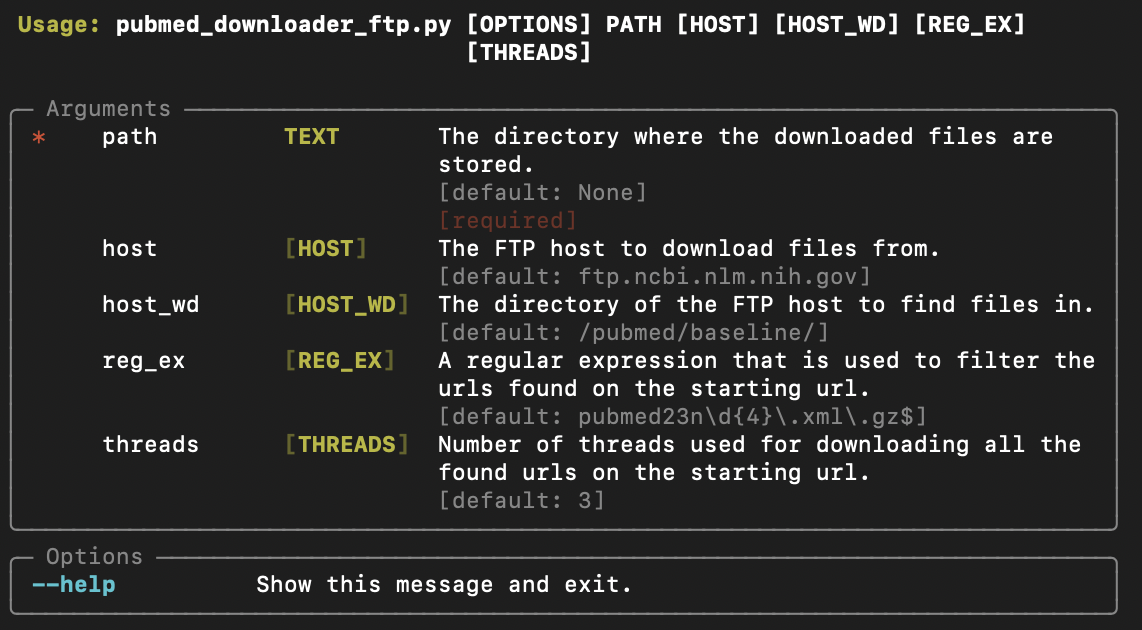 Usage: pubmed_downloader_ftp.py [OPTIONS] PATH [HOST] [HOST_WD] [REG_EX]
[THREADS]
Arguments
* path TEXT The directory where the downloaded files are
stored.
[default: None]
[required]
host [HOST] The FTP host to download files from.
[default: ftp.ncbi.nlm.nih.gov]
host_wd [HOST_WD] The directory of the FTP host to find files in.
[default: /pubmed/baseline/]
reg_ex [REG_EX] A regular expression that is used to filter the
urls found on the starting url.
[default: pubmed23n\d{4}\.xml\.gz$]
threads [THREADS] Number of threads used for downloading all the
found urls on the starting url.
[default: 3]
Options
--help Show this message and exit.